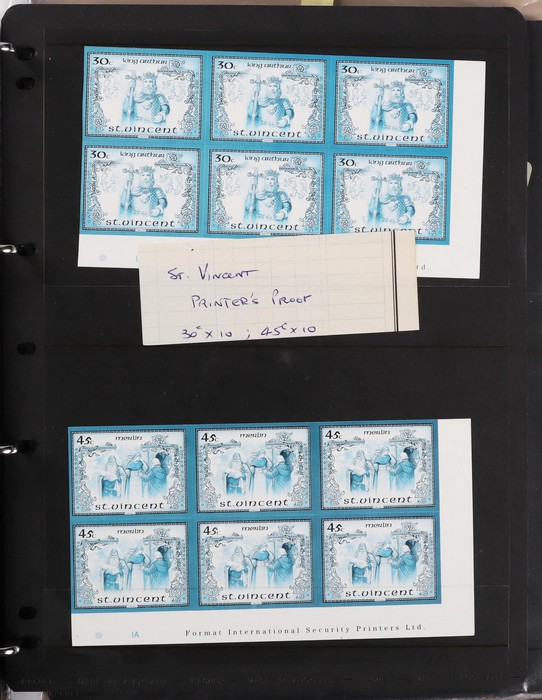 30c king arthur 30c king arthur 30c king arthur
st.vincent st.vincent st.vincent
30c king arthur 30c king arthur 30c king arthur
st.vincent st.vincent st.vincent
td.
St. Vincent
Printer's Proof
30c x 10 ; 45c x 10
45c merlin 45c merlin 45c merlin
st.vincent st.vincent st.vincent
45c merlin 45c merlin 45c merlin
st.vincent st.vincent st.vincent
1A Format International Security Printers Ltd.